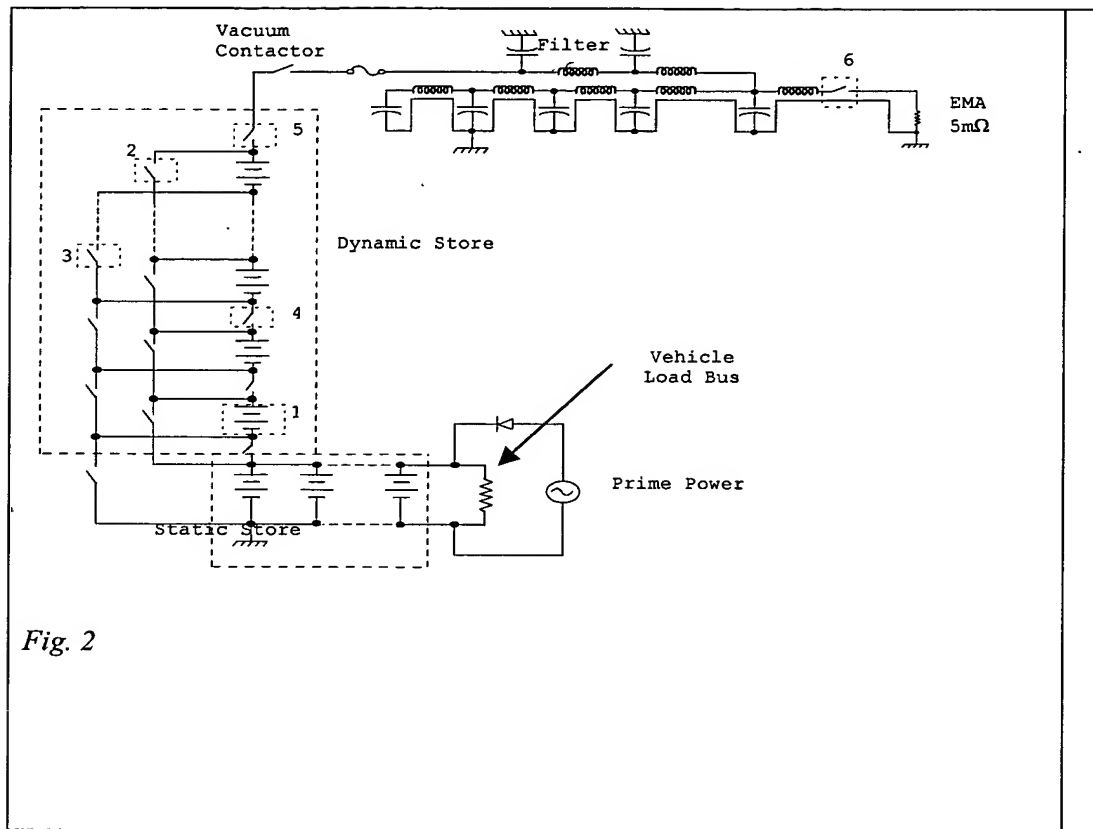 Vacuum
Contactor
Filter
6
EMA
5mΩ
5
2
Dynamic Store
3
4
Vehicle
Load Bus
1
Prime Power
Static Store
Fig. 2